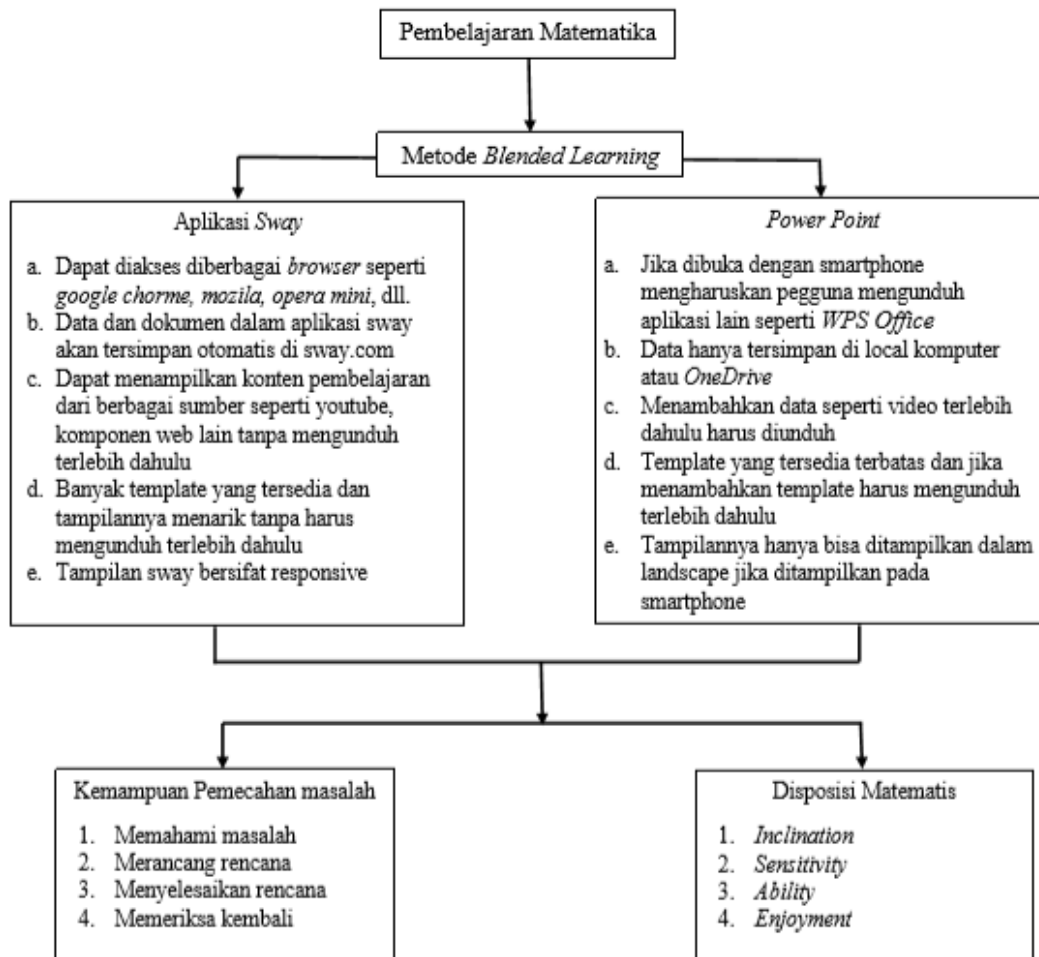 Pembelajaran Matematika
Metode Blended Learning
Aplikasi Sway
a. Dapat diakses diberbagai browser seperti
google chorme, mozila, opera mini, dll.
b. Data dan dokumen dalam aplikasi sway
akan tersimpan otomatis di sway.com
c. Dapat menampilkan konten pembelajaran
dari berbagai sumber seperti youtube,
komponen web lain tanpa mengunduh
terlebih dahulu
d. Banyak template yang tersedia dan
tampilannya menarik tanpa harus
mengunduh terlebih dahulu
e. Tampilan sway bersifat responsive
Power Point
a. Jika dibuka dengan smartphone
mengharuskan pegguna mengunduh
aplikasi lain seperti WPS Office
b. Data hanya tersimpan di local komputer
atau OneDrive
c. Menambahkan data seperti video terlebih
dahulu harus diunduh
d. Template yang tersedia terbatas dan jika
menambahkan template harus mengunduh
terlebih dahulu
e. Tampilannya hanya bisa ditampilkan dalam
landscape jika ditampilkan pada
smartphone
Kemampuan Pemecahan masalah
1. Memahami masalah
2. Merancang rencana
3. Menyelesaikan rencana
4. Memeriksa kembali
Disposisi Matematis
1. Inclination
2. Sensitivity
3. Ability
4. Enjoyment